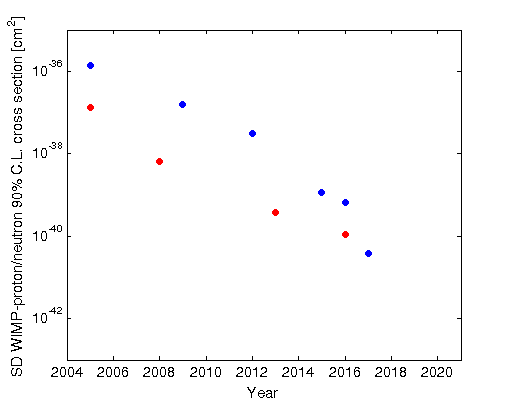 SD WIMP-proton/neutron 90% C.L. cross section [cm²]
10⁻³⁶
10⁻³⁸
10⁻⁴⁰
10⁻⁴²
2004 2006 2008 2010 2012 2014 2016 2018 2020
Year